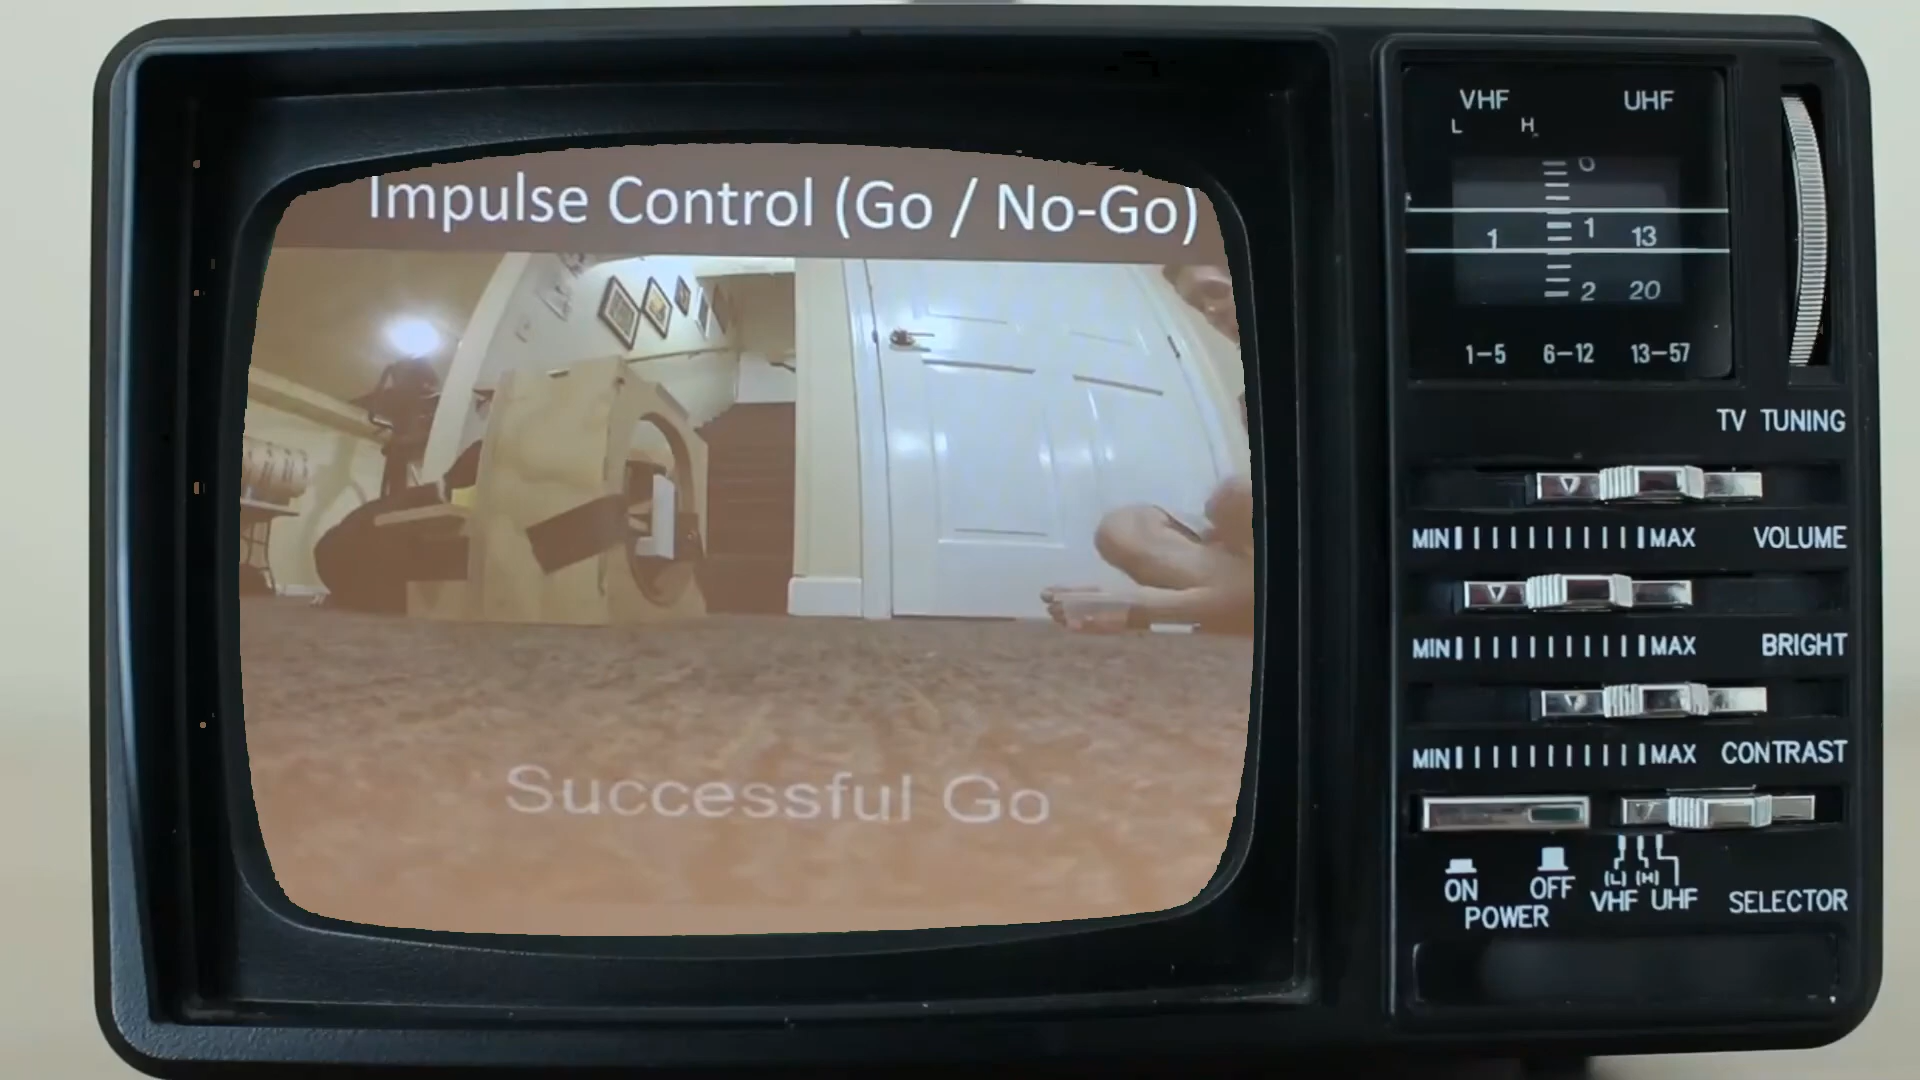 Impulse Control (Go / No-Go)
Successful Go
VHF UHF
L H
0
1 1 13
2 20
1-5 6-12 13-57
TV TUNING
MIN MAX VOLUME
MIN MAX BRIGHT
MIN MAX CONTRAST
ON OFF
POWER
(L) (H)
VHF UHF
SELECTOR